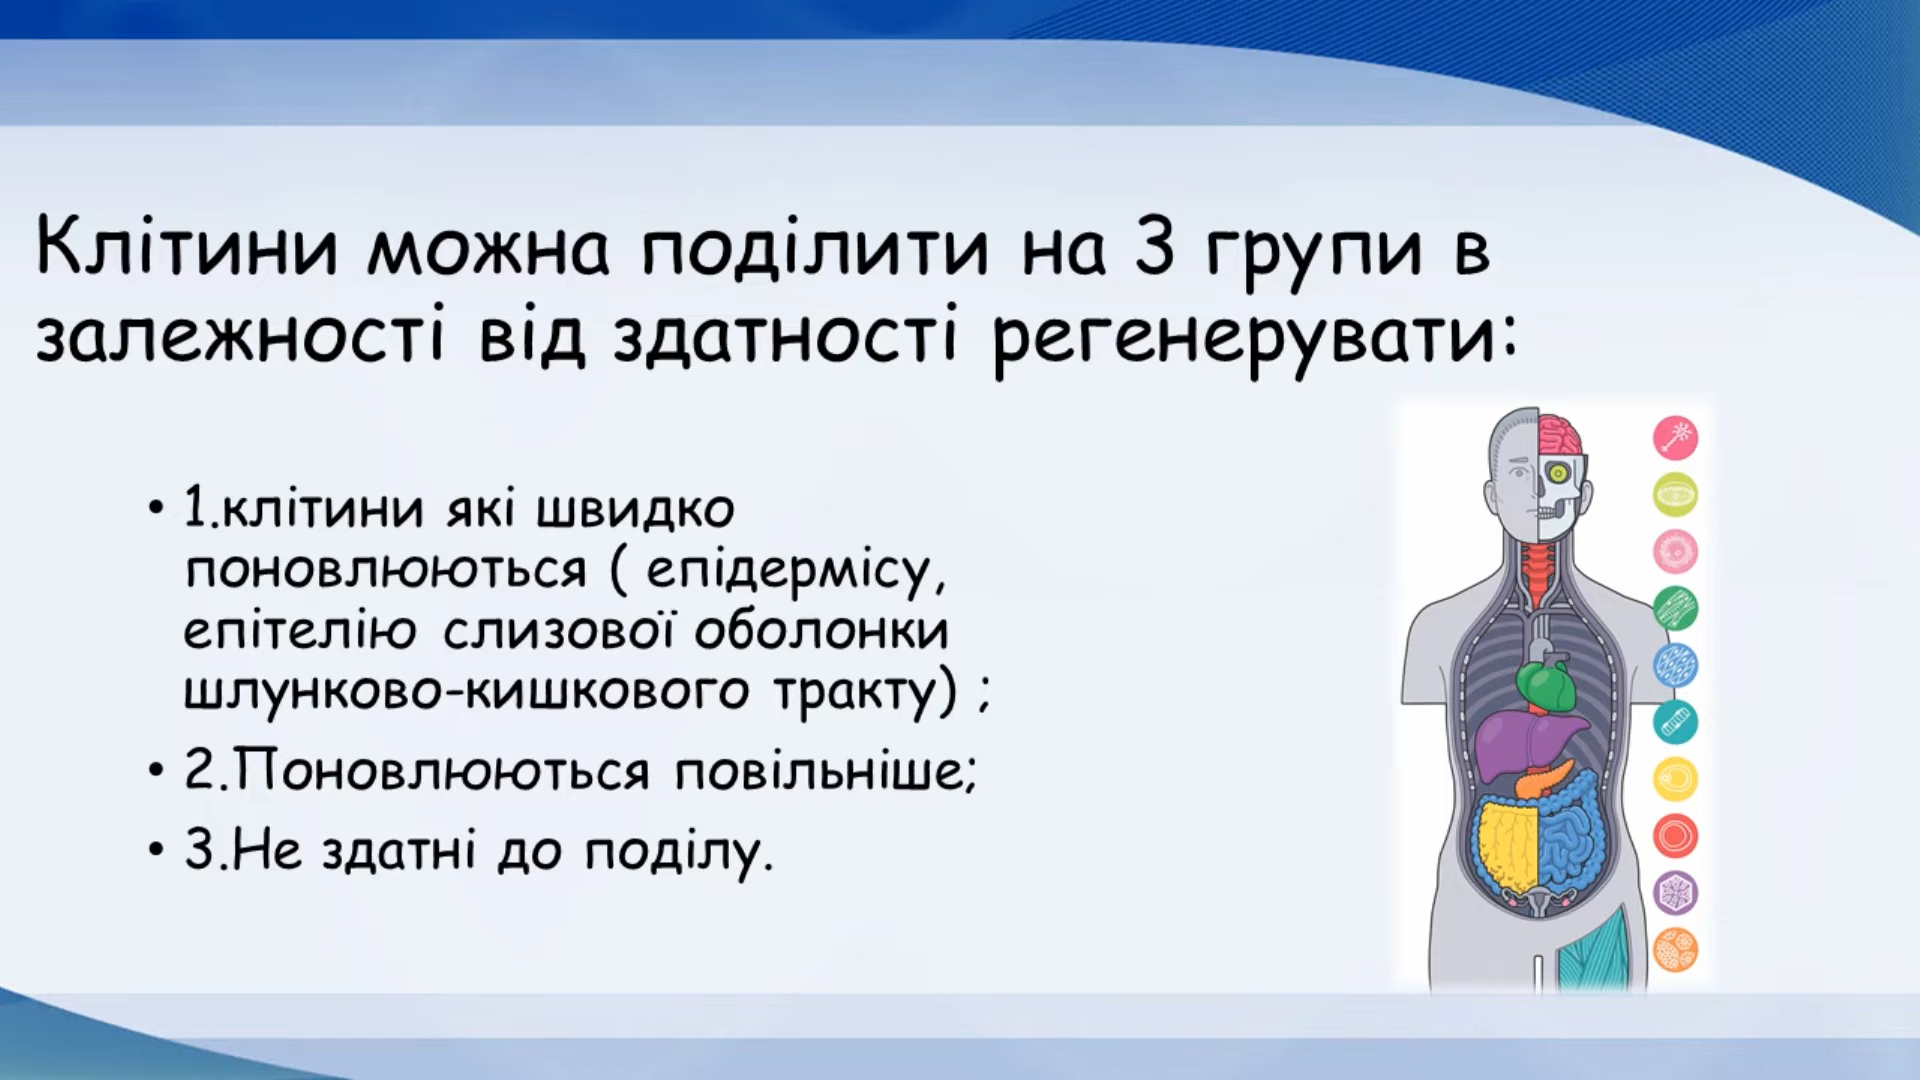 Клітини можна поділити на 3 групи в
залежності від здатності регенерувати:
• 1.клітини які швидко
поновлюються ( епідермісу,
епітелію слизової оболонки
шлунково-кишкового тракту) ;
• 2.Поновлюються повільніше;
• 3.Не здатні до поділу.